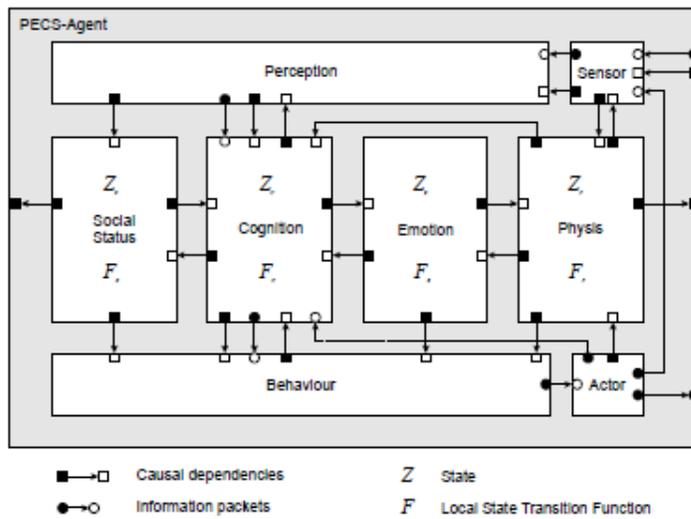 PECS-Agent
Perception
Sensor
Z
Z
Z
Z
Social
Status
Cognition
Emotion
Physis
F
F
F
F
Behaviour
Actor
Causal dependencies
Z State
Information packets
F Local State Transition Function